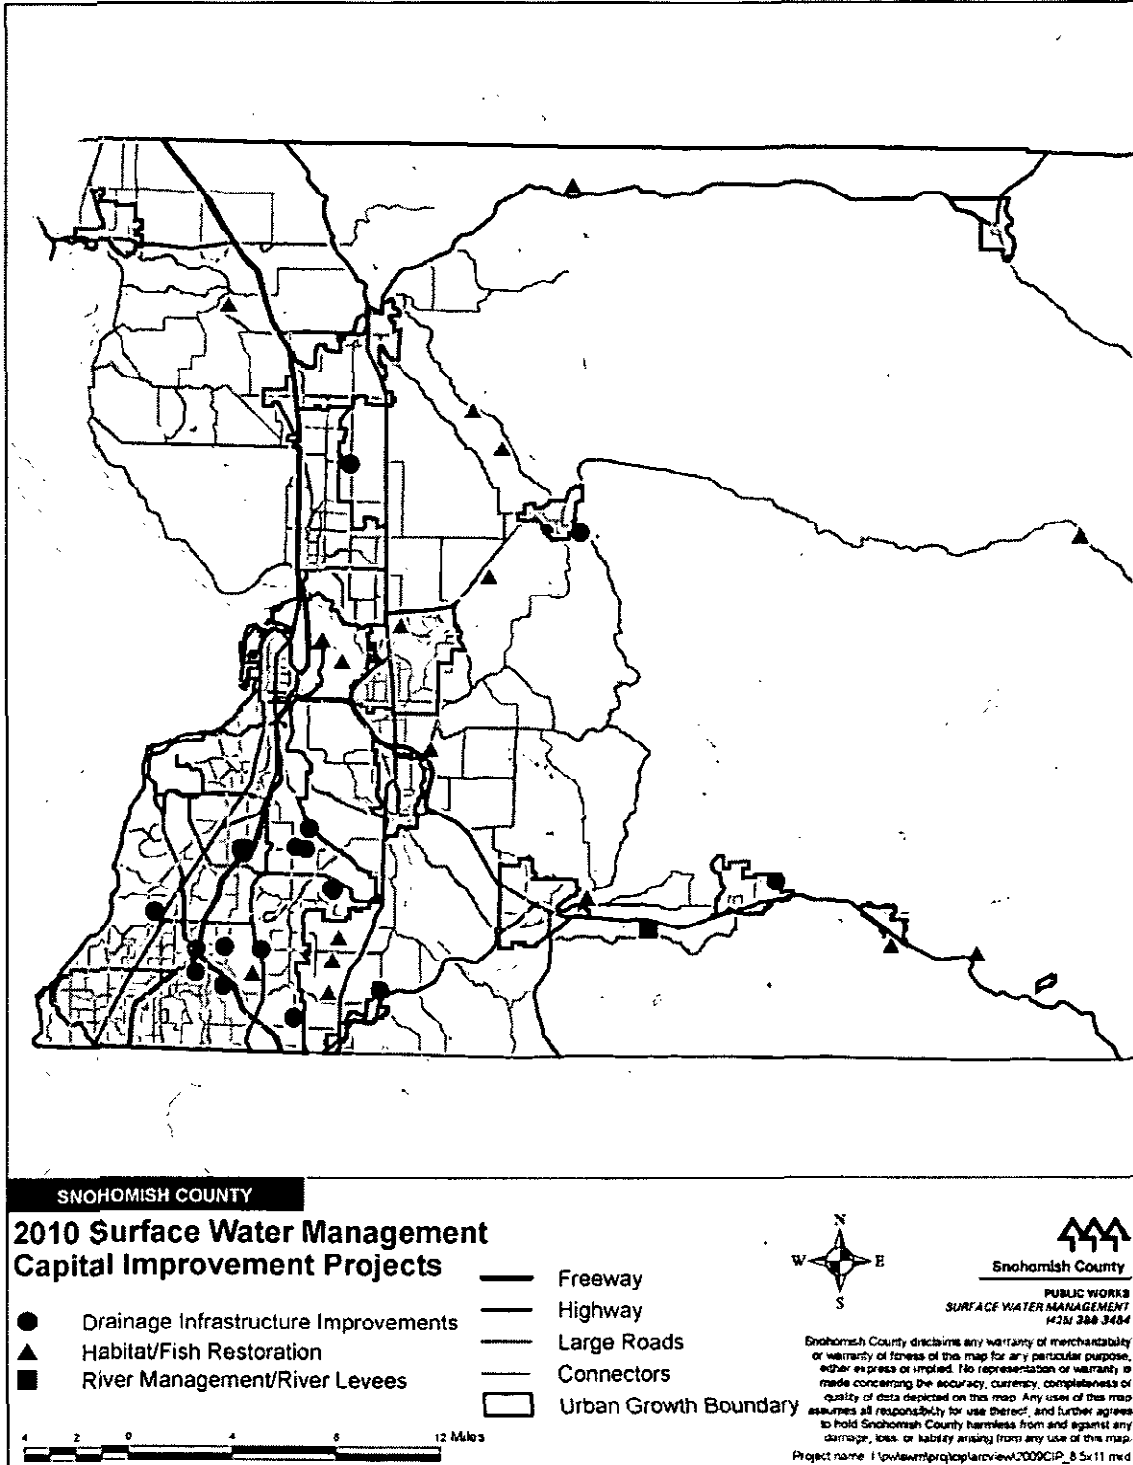 SNOHOMISH COUNTY
2010 Surface Water Management
Capital Improvement Projects
Drainage Infrastructure Improvements
Habitat/Fish Restoration
River Management/River Levees
4 2 0 4 8 12 Miles
Freeway
Highway
Large Roads
Connectors
Urban Growth Boundary
N
W E
S
Snohomish County
PUBLIC WORKS
SURFACE WATER MANAGEMENT
(425) 388 3464
Snohomish County disclaims any warranty of merchantability
or warranty of fitness of this map for any particular purpose,
either express or implied. No representation or warranty is
made concerning the accuracy, currency, completeness or
quality of data depicted on this map. Any user of this map
assumes all responsibility for use thereof, and further agrees
to hold Snohomish County harmless from and against any
damage, loss, or liability arising from any use of this map.
Project name